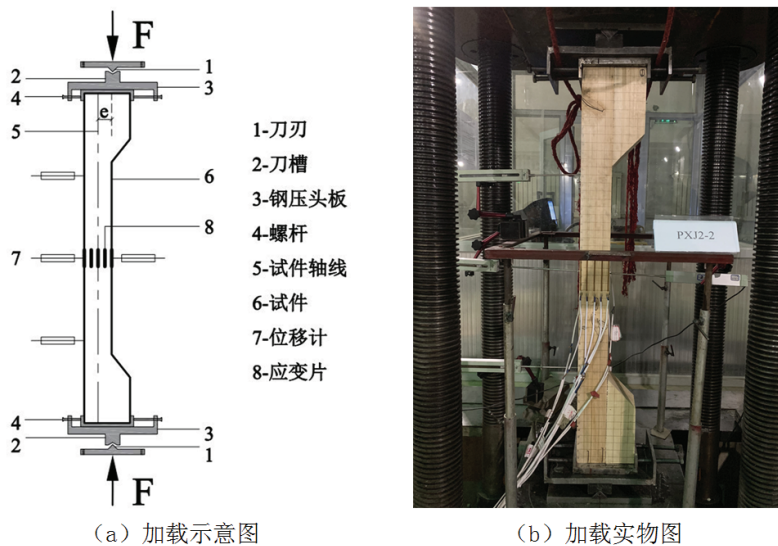 F
1
2
3
4
e
5
6
8
7
4
3
2
1
F
1-刀刃
2-刀槽
3-钢压头板
4-螺杆
5-试件轴线
6-试件
7-位移计
8-应变片
PXJ2-2
(a)加载示意图
(b)加载实物图